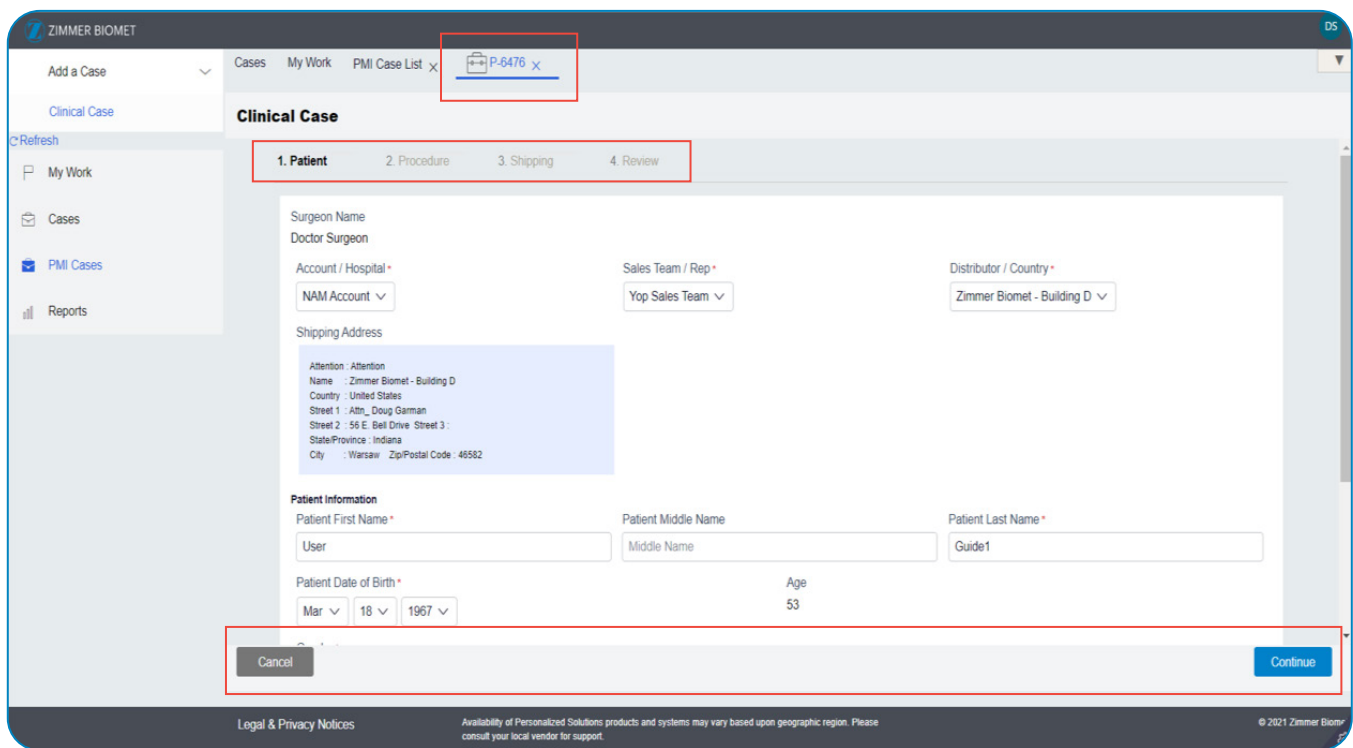 ZIMMER BIOMET
DS
Add a Case
Clinical Case
Refresh
My Work
Cases
PMI Cases
Reports
Cases My Work PMI Case List X P-6476 X
Clinical Case
1. Patient 2. Procedure 3. Shipping 4. Review
Surgeon Name
Doctor Surgeon
Account / Hospital * Sales Team / Rep * Distributor / Country *
NAM Account Yop Sales Team Zimmer Biomet - Building D
Shipping Address
Attention : Attention
Name : Zimmer Biomet - Building D
Country : United States
Street 1 : Attn_ Doug Garman
Street 2 : 56 E. Bell Drive Street 3 :
State/Province : Indiana
City : Warsaw Zip/Postal Code : 46582
Patient Information
Patient First Name * Patient Middle Name Patient Last Name *
User Middle Name Guide1
Patient Date of Birth * Age
Mar 18 1967 53
Cancel Continue
Legal & Privacy Notices
Availability of Personalized Solutions products and systems may vary based upon geographic region. Please
consult your local vendor for support.
© 2021 Zimmer